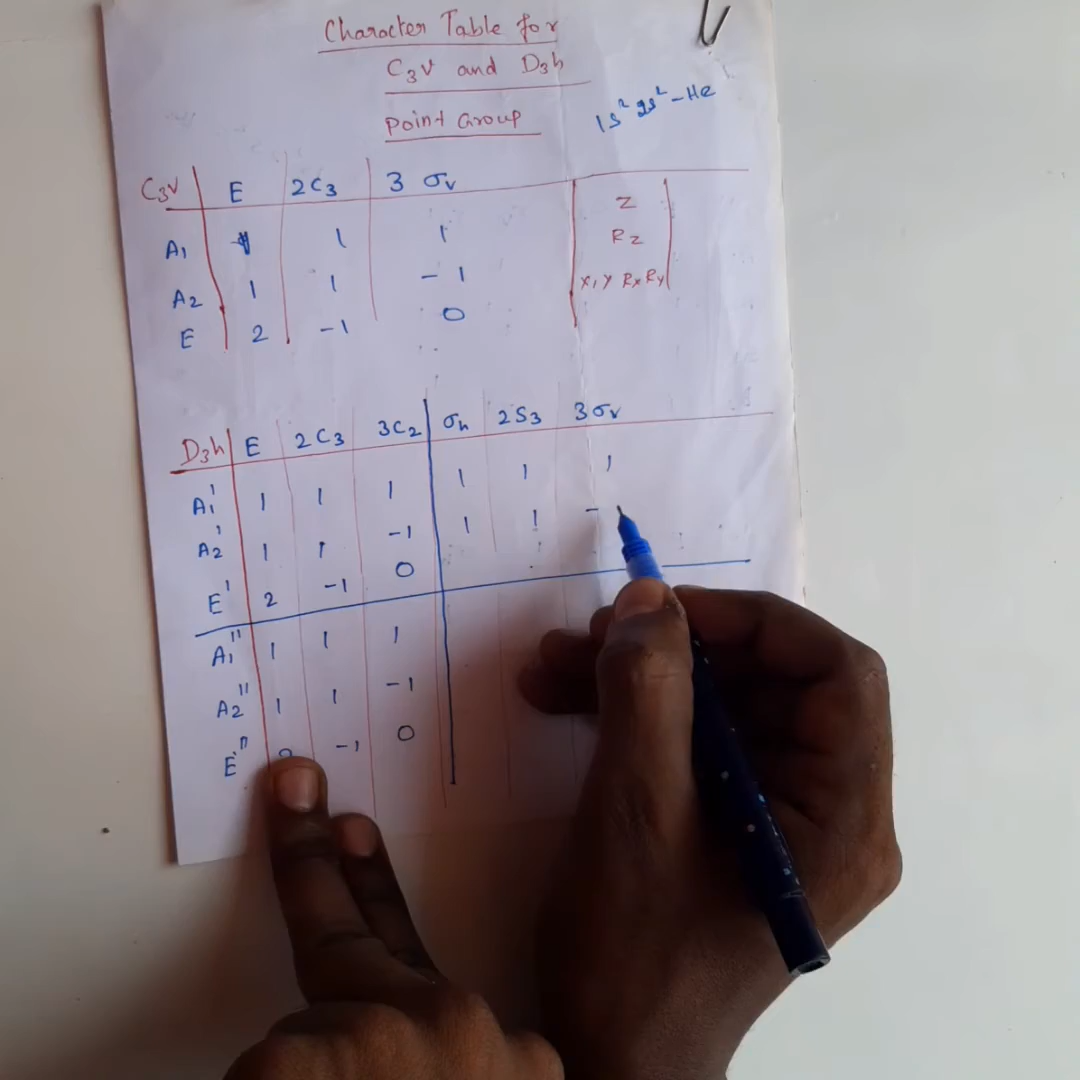 Character Table for
C3V and D3h
Point Group
1s² 2s² - He
C3V E 2C3 3 σv
Z
A1 1 1 1
Rz
A2 1 1 -1
x,y Rx Ry
E 2 -1 0
D3h E 2C3 3C2 σh 2S3 3σv
A1' 1 1 1 1 1 1
A2' 1 1 -1 1 1 -
E' 2 -1 0
A1'' 1 1 1
A2'' 1 1 -1
E'' -1 0